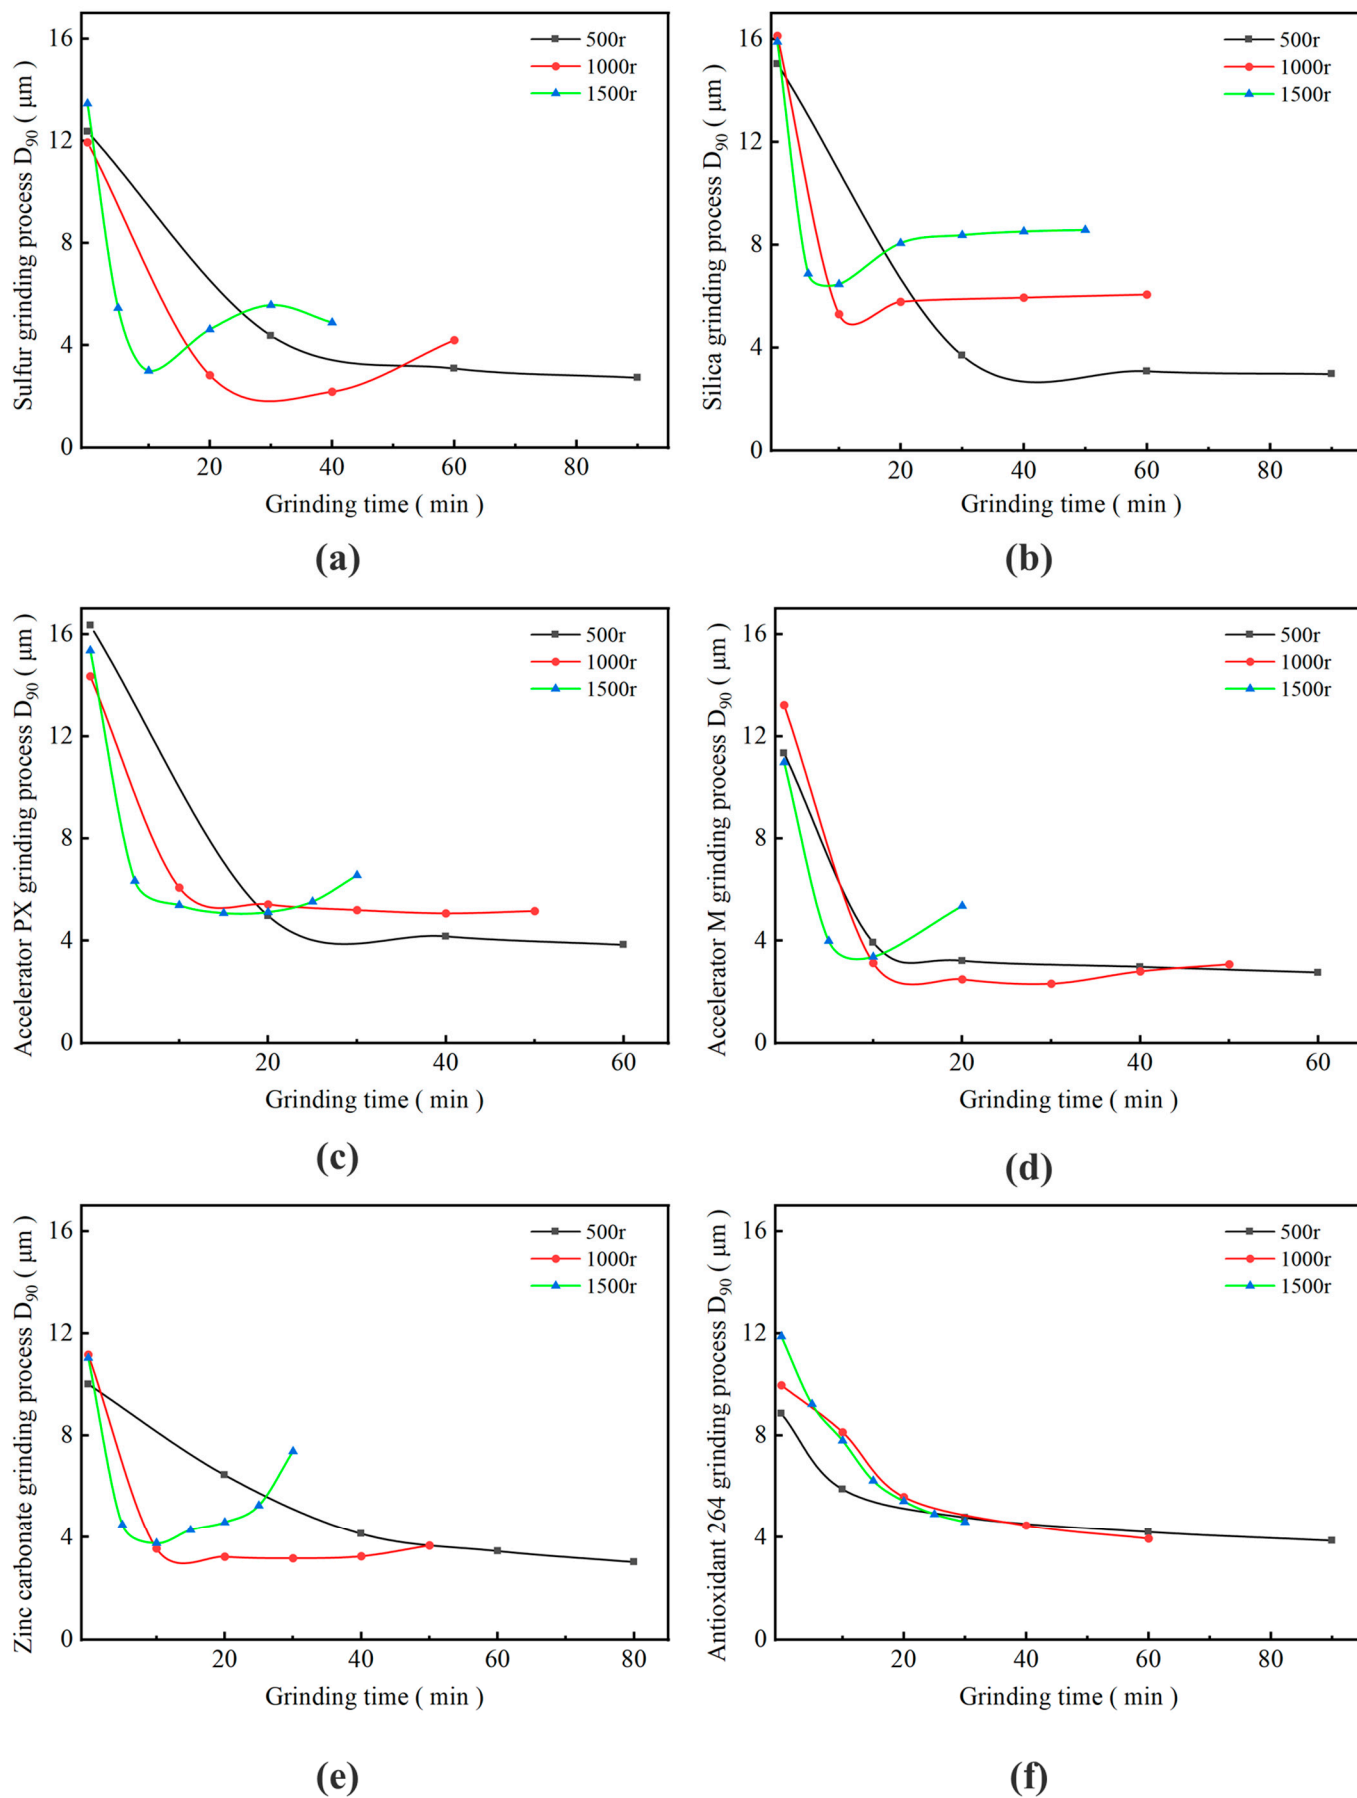 Sulfur grinding process D90 ( μm )
16
12
8
4
0
20
40
60
80
Grinding time ( min )
500r
1000r
1500r
(a)
Silica grinding process D90 ( μm )
16
12
8
4
0
20
40
60
80
Grinding time ( min )
500r
1000r
1500r
(b)
Accelerator PX grinding process D90 ( μm )
16
12
8
4
0
20
40
60
Grinding time ( min )
500r
1000r
1500r
(c)
Accelerator M grinding process D90 ( μm )
16
12
8
4
0
20
40
60
Grinding time ( min )
500r
1000r
1500r
(d)
Zinc carbonate grinding process D90 ( μm )
16
12
8
4
0
20
40
60
80
Grinding time ( min )
500r
1000r
1500r
(e)
Antioxidant 264 grinding process D90 ( μm )
16
12
8
4
0
20
40
60
80
Grinding time ( min )
500r
1000r
1500r
(f)